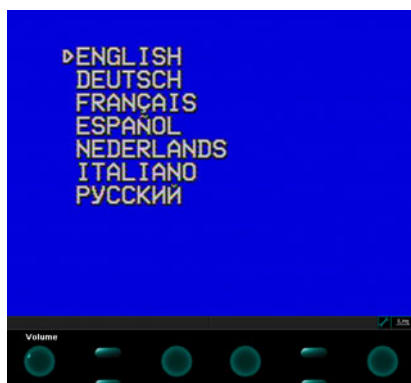 ENGLISH
DEUTSCH
FRANÇAIS
ESPAÑOL
NEDERLANDS
ITALIANO
РУССКИЙ
Volume